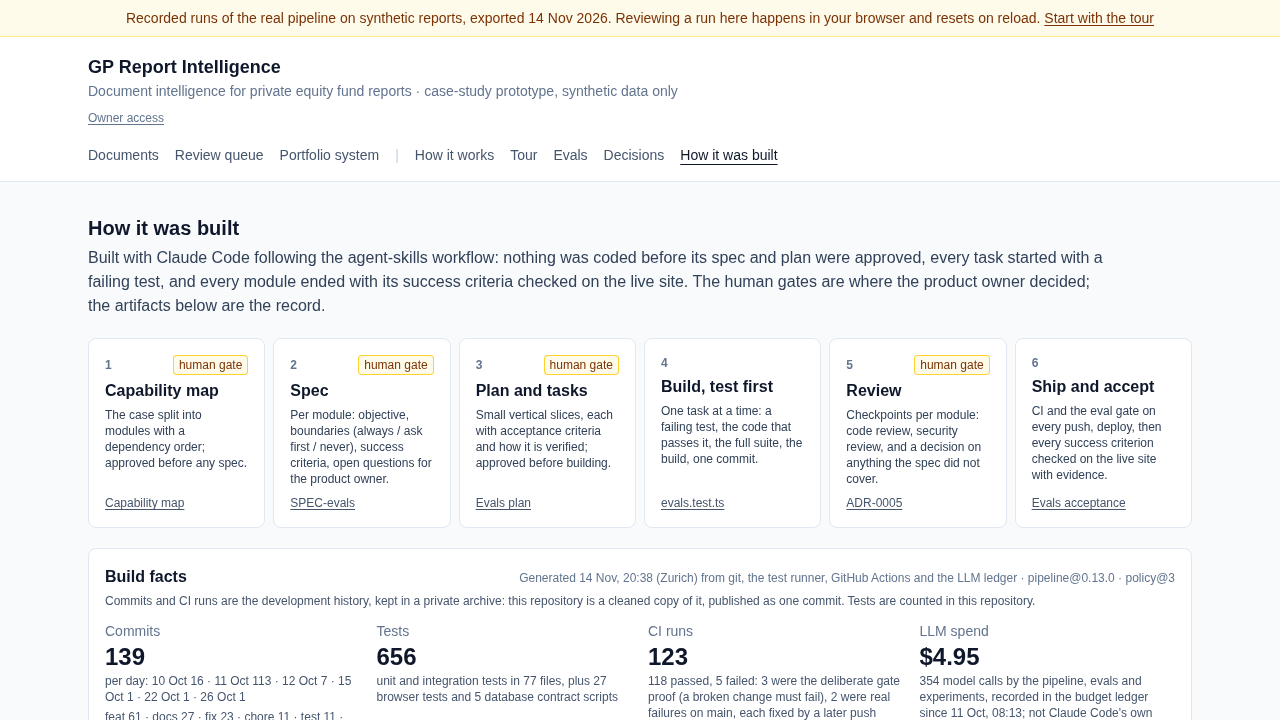 Recorded runs of the real pipeline on synthetic reports, exported 14 Nov 2026. Reviewing a run here happens in your browser and resets on reload. Start with the tour
GP Report Intelligence
Document intelligence for private equity fund reports · case-study prototype, synthetic data only
Owner access
Documents Review queue Portfolio system | How it works Tour Evals Decisions How it was built
How it was built
Built with Claude Code following the agent-skills workflow: nothing was coded before its spec and plan were approved, every task started with a
failing test, and every module ended with its success criteria checked on the live site. The human gates are where the product owner decided;
the artifacts below are the record.
1 human gate
Capability map
The case split into
modules with a
dependency order;
approved before any spec.
Capability map
2 human gate
Spec
Per module: objective,
boundaries (always / ask
first / never), success
criteria, open questions for
the product owner.
SPEC-evals
3 human gate
Plan and tasks
Small vertical slices, each
with acceptance criteria
and how it is verified;
approved before building.
Evals plan
4
Build, test first
One task at a time: a
failing test, the code that
passes it, the full suite, the
build, one commit.
evals.test.ts
5 human gate
Review
Checkpoints per module:
code review, security
review, and a decision on
anything the spec did not
cover.
ADR-0005
6
Ship and accept
CI and the eval gate on
every push, deploy, then
every success criterion
checked on the live site
with evidence.
Evals acceptance
Build facts
Generated 14 Nov, 20:38 (Zurich) from git, the test runner, GitHub Actions and the LLM ledger · pipeline@0.13.0 · policy@3
Commits and CI runs are the development history, kept in a private archive: this repository is a cleaned copy of it, published as one commit. Tests are counted in this repository.
Commits
139
per day: 10 Oct 16 · 11 Oct 113 · 12 Oct 7 · 15
Oct 1 · 22 Oct 1 · 26 Oct 1
feat 61 · docs 27 · fix 23 · chore 11 · test 11 ·
Tests
656
unit and integration tests in 77 files, plus 27
browser tests and 5 database contract scripts
CI runs
123
118 passed, 5 failed: 3 were the deliberate gate
proof (a broken change must fail), 2 were real
failures on main, each fixed by a later push
LLM spend
$4.95
354 model calls by the pipeline, evals and
experiments, recorded in the budget ledger
since 11 Oct, 08:13; not Claude Code's own